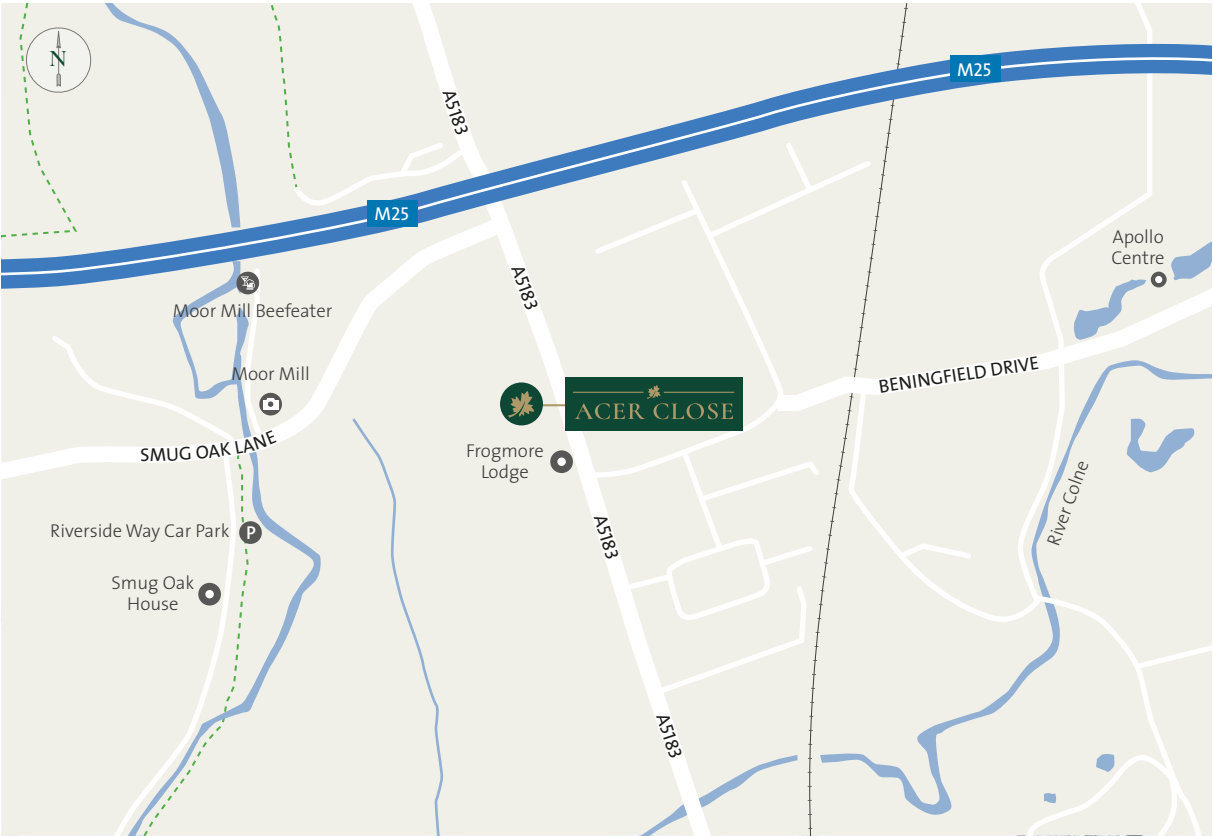 N
M25
A5183
M25
Apollo
Centre
A5183
Moor Mill Beefeater
Moor Mill
BENINGFIELD DRIVE
ACER CLOSE
SMUG OAK LANE
Frogmore
Lodge
River Colne
Riverside Way Car Park
P
A5183
Smug Oak
House
A5183